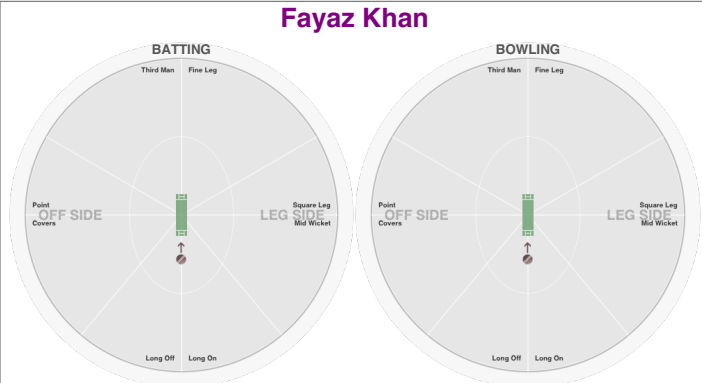 Fayaz Khan
BATTING
Third Man Fine Leg
Point
OFF SIDE
Covers
Square Leg
LEG SIDE
Mid Wicket
Long Off Long On
BOWLING
Third Man Fine Leg
Point
OFF SIDE
Covers
Square Leg
LEG SIDE
Mid Wicket
Long Off Long On